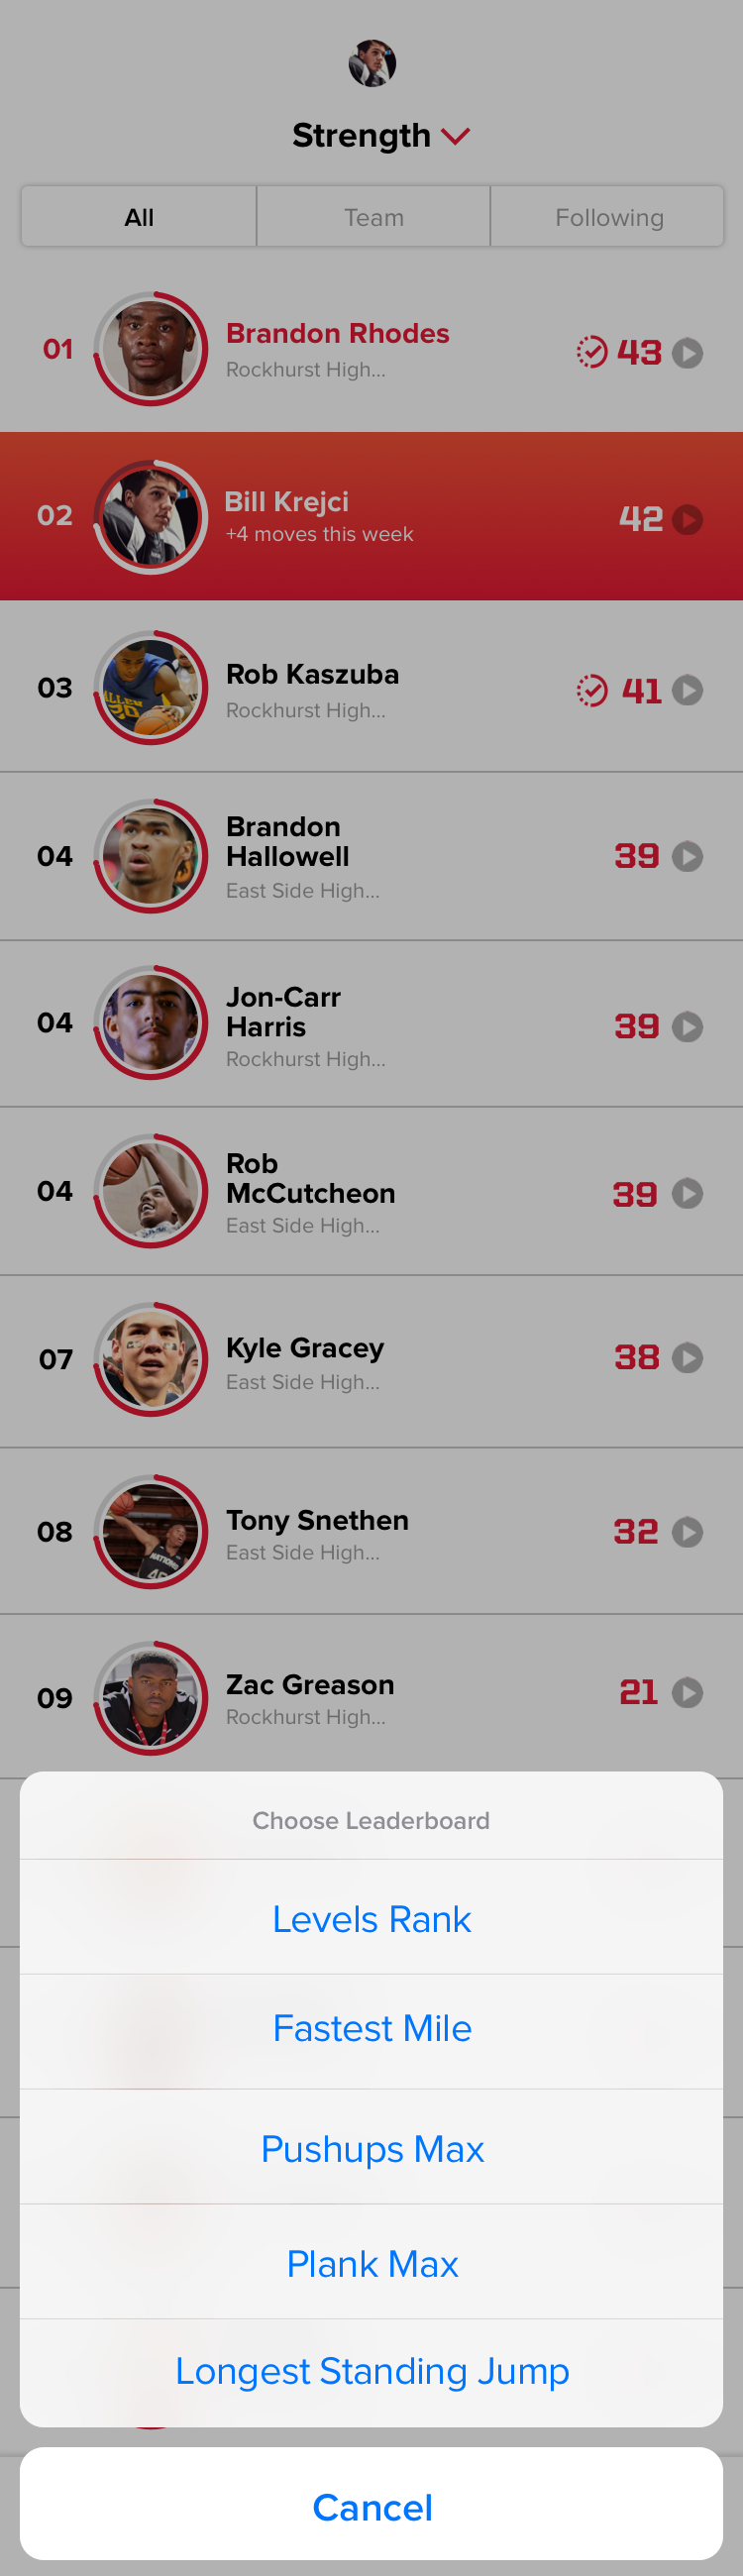 Strength
All
Team
Following
01
Brandon Rhodes
Rockhurst High...
43
02
Bill Krejci
+4 moves this week
42
03
Rob Kaszuba
Rockhurst High...
41
04
Brandon
Hallowell
East Side High...
39
04
Jon-Carr
Harris
Rockhurst High...
39
04
Rob
McCutcheon
East Side High...
39
07
Kyle Gracey
East Side High...
38
08
Tony Snethen
East Side High...
32
09
Zac Greason
Rockhurst High...
21
Choose Leaderboard
Levels Rank
Fastest Mile
Pushups Max
Plank Max
Longest Standing Jump
Cancel